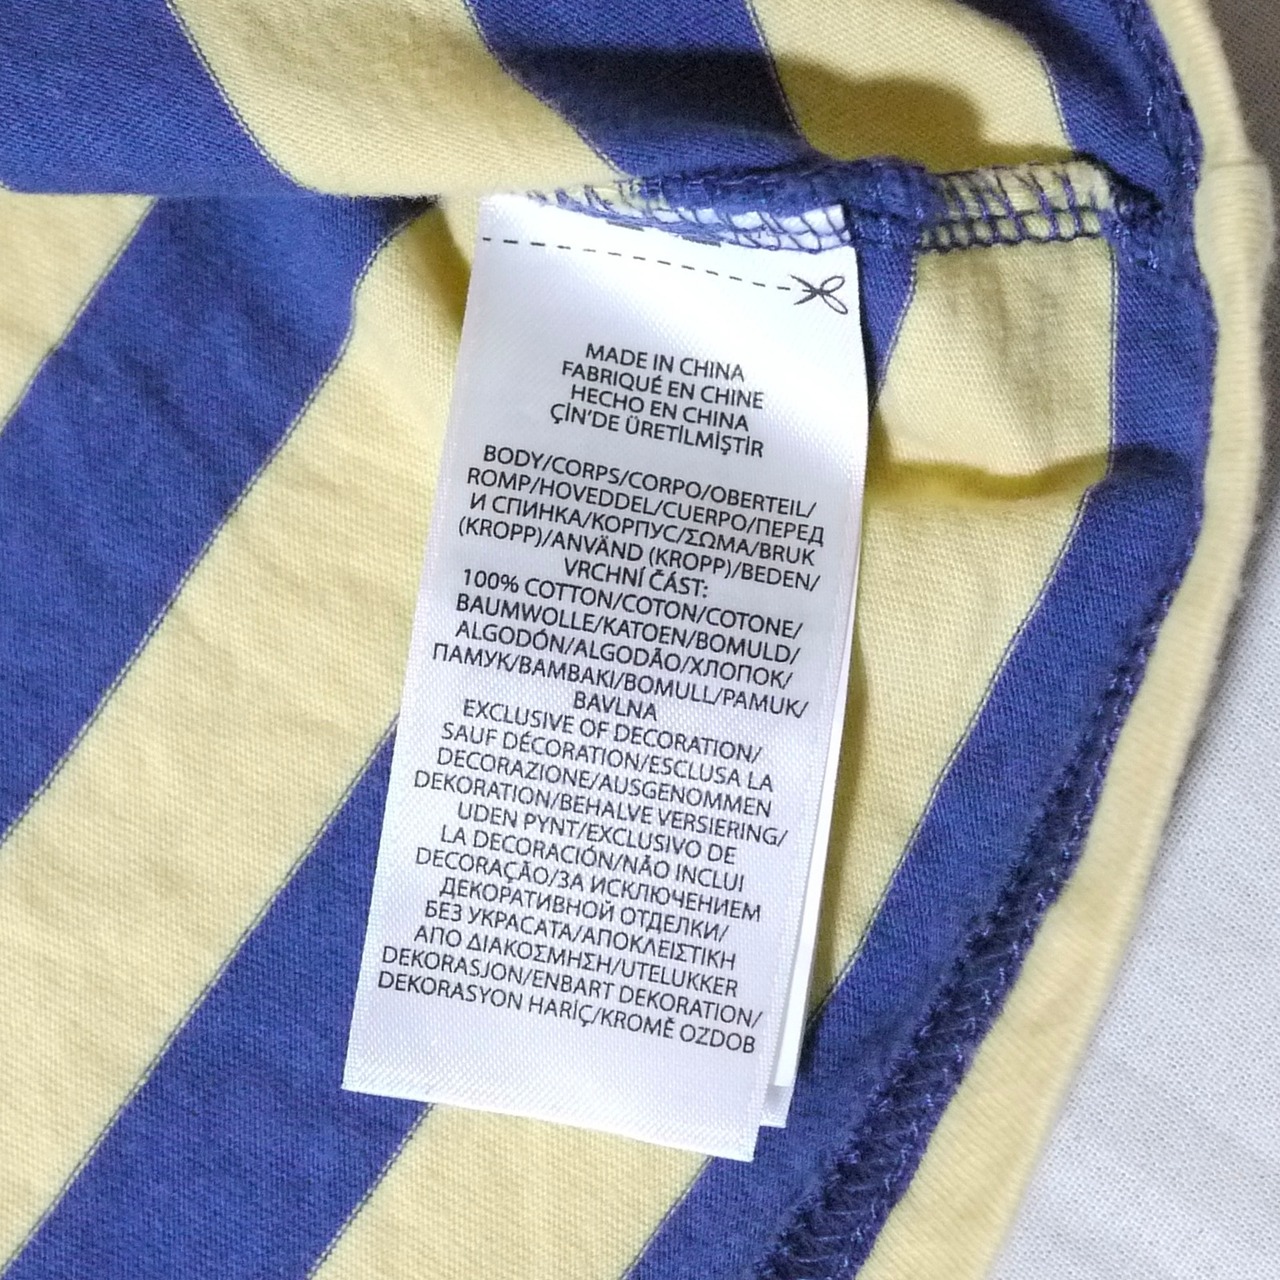 MADE IN CHINA
FABRIQUÉ EN CHINE
HECHO EN CHINA
ÇİN'DE ÜRETİLMİŞTİR
BODY/CORPS/CORPO/OBERTEIL/
ROMP/HOVEDDEL/CUERPO/ПЕРЕД
И СПИНКА/КОРПУС/ΣΩΜΑ/BRUK
(KROPP)/ANVÄND (KROPP)/BEDEN/
VRCHNÍ ČÁST:
100% COTTON/COTON/COTONE/
BAUMWOLLE/KATOEN/BOMULD/
ALGODÓN/ALGODÃO/ХЛОПОК/
ПАМУК/ΒΑΜΒΑΚΙ/BOMULL/PAMUK/
BAVLNA
EXCLUSIVE OF DECORATION/
SAUF DÉCORATION/ESCLUSA LA
DECORAZIONE/AUSGENOMMEN
DEKORATION/BEHALVE VERSIERING/
UDEN PYNT/EXCLUSIVO DE
LA DECORACIÓN/NÃO INCLUI
DECORAÇÃO/ЗА ИСКЛЮЧЕНИЕМ
ДЕКОРАТИВНОЙ ОТДЕЛКИ/
БЕЗ УКРАСАТА/ΑΠΟΚΛΕΙΣΤΙΚΗ
ΑΠΟ ΔΙΑΚΟΣΜΗΣΗ/UTELUKKER
DEKORASJON/ENBART DEKORATION/
DEKORASYON HARİÇ/KROMĚ OZDOB